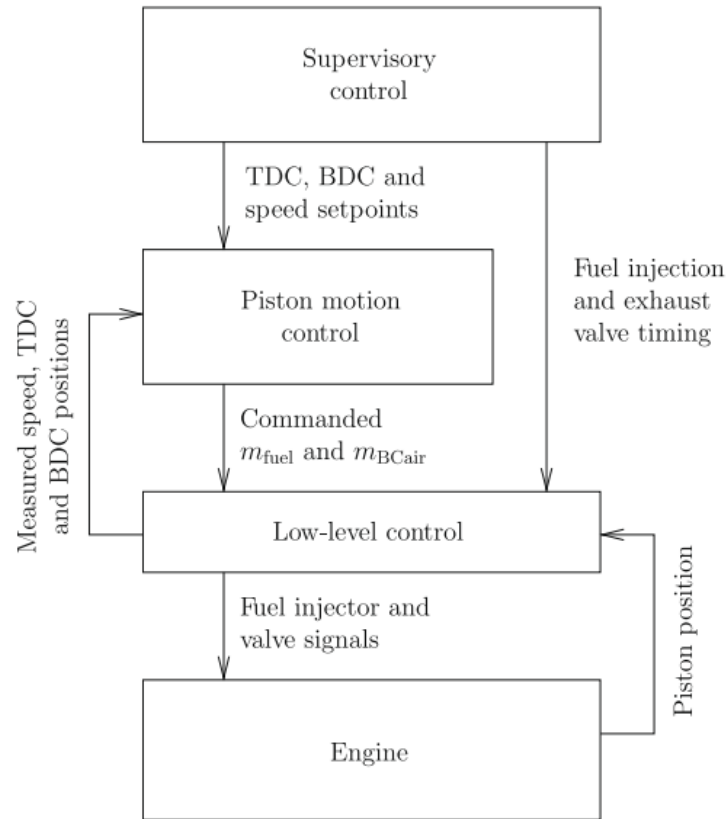 Supervisory
control
TDC, BDC and
speed setpoints
Fuel injection
and exhaust
valve timing
Piston motion
control
Measured speed, TDC
and BDC positions
Commanded
m_fuel and m_BCair
Low-level control
Fuel injector and
valve signals
Piston position
Engine